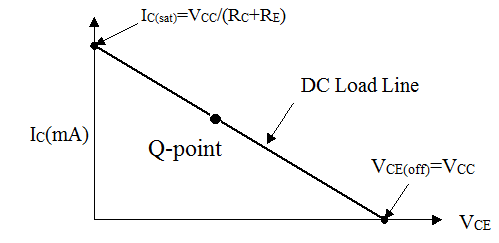 IC(sat)=VCC/(RC+RE)
DC Load Line
IC(mA)
Q-point
VCE(off)=VCC
VCE